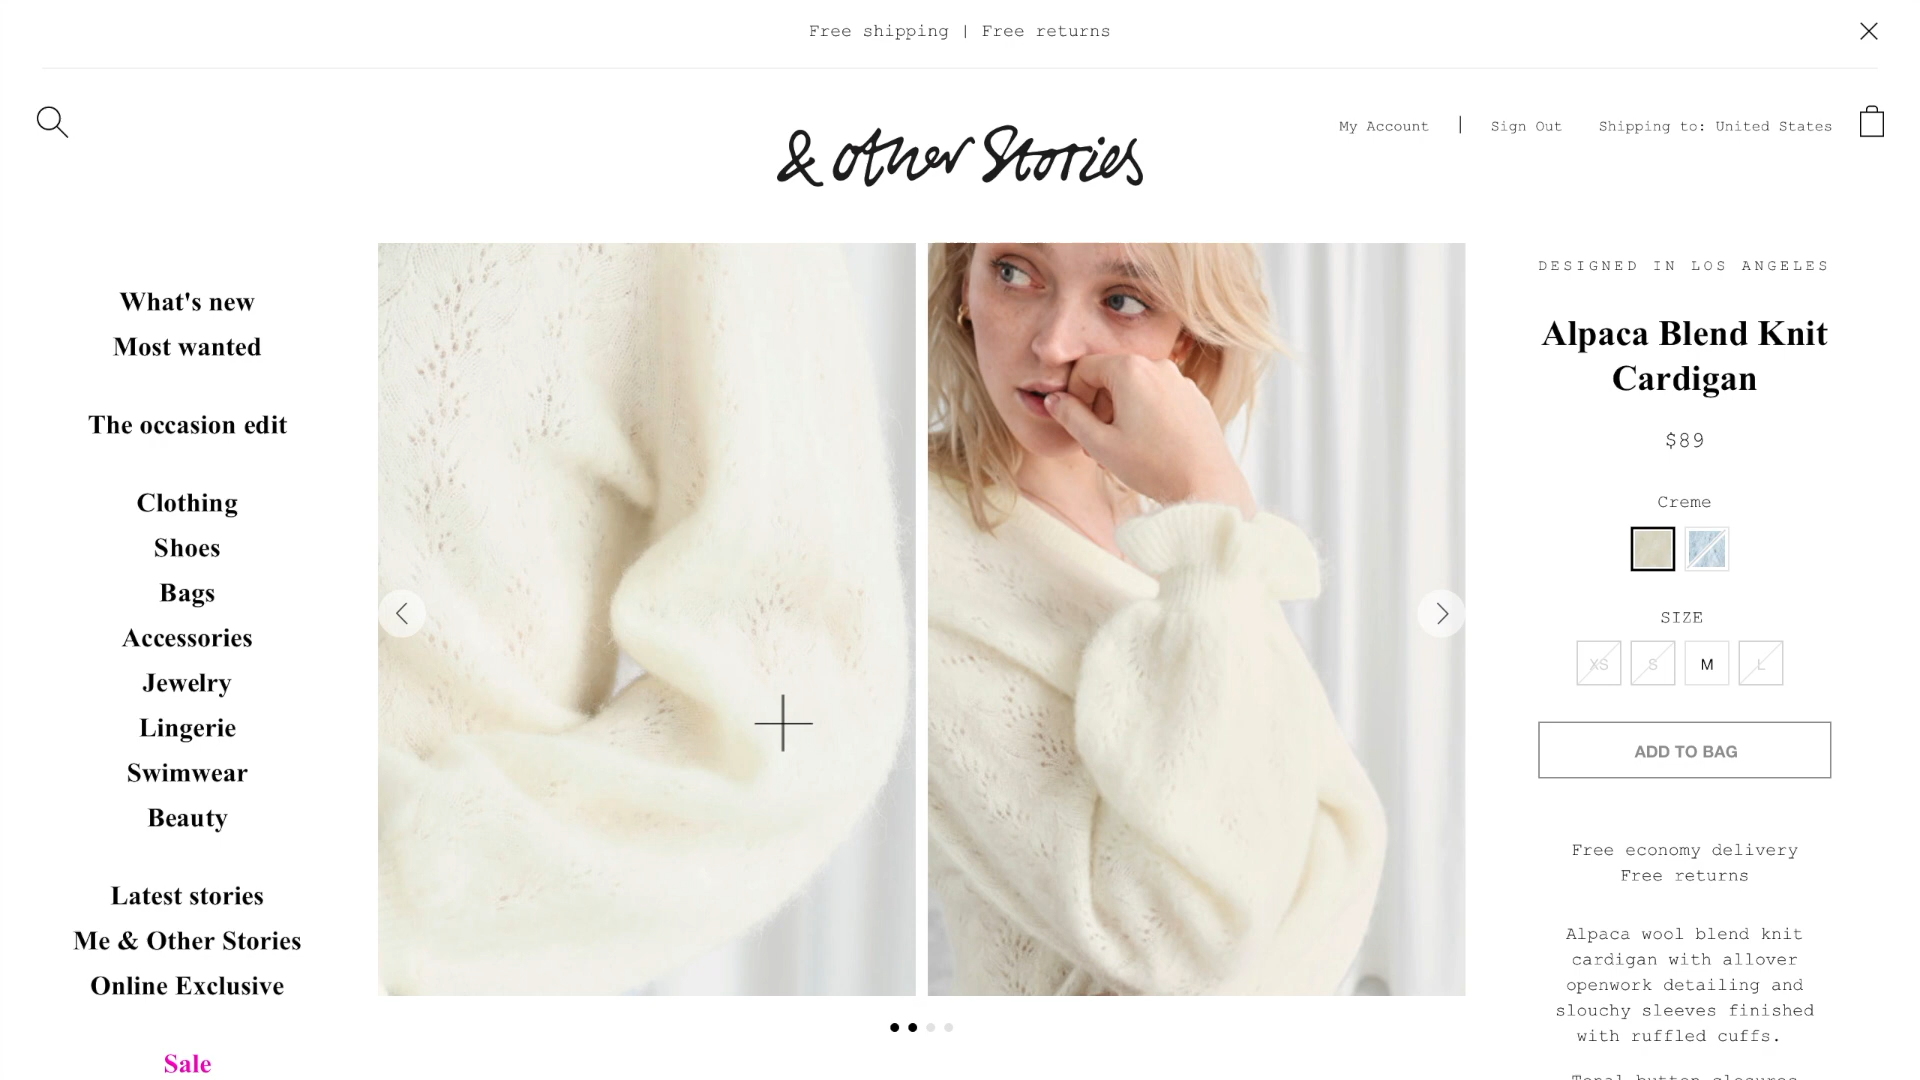 Free shipping | Free returns
& other Stories
My Account | Sign Out Shipping to: United States
What's new
Most wanted
The occasion edit
Clothing
Shoes
Bags
Accessories
Jewelry
Lingerie
Swimwear
Beauty
Latest stories
Me & Other Stories
Online Exclusive
Sale
DESIGNED IN LOS ANGELES
Alpaca Blend Knit
Cardigan
$89
Creme
SIZE
XS S M L
ADD TO BAG
Free economy delivery
Free returns
Alpaca wool blend knit
cardigan with allover
openwork detailing and
slouchy sleeves finished
with ruffled cuffs.
Tonal button closures